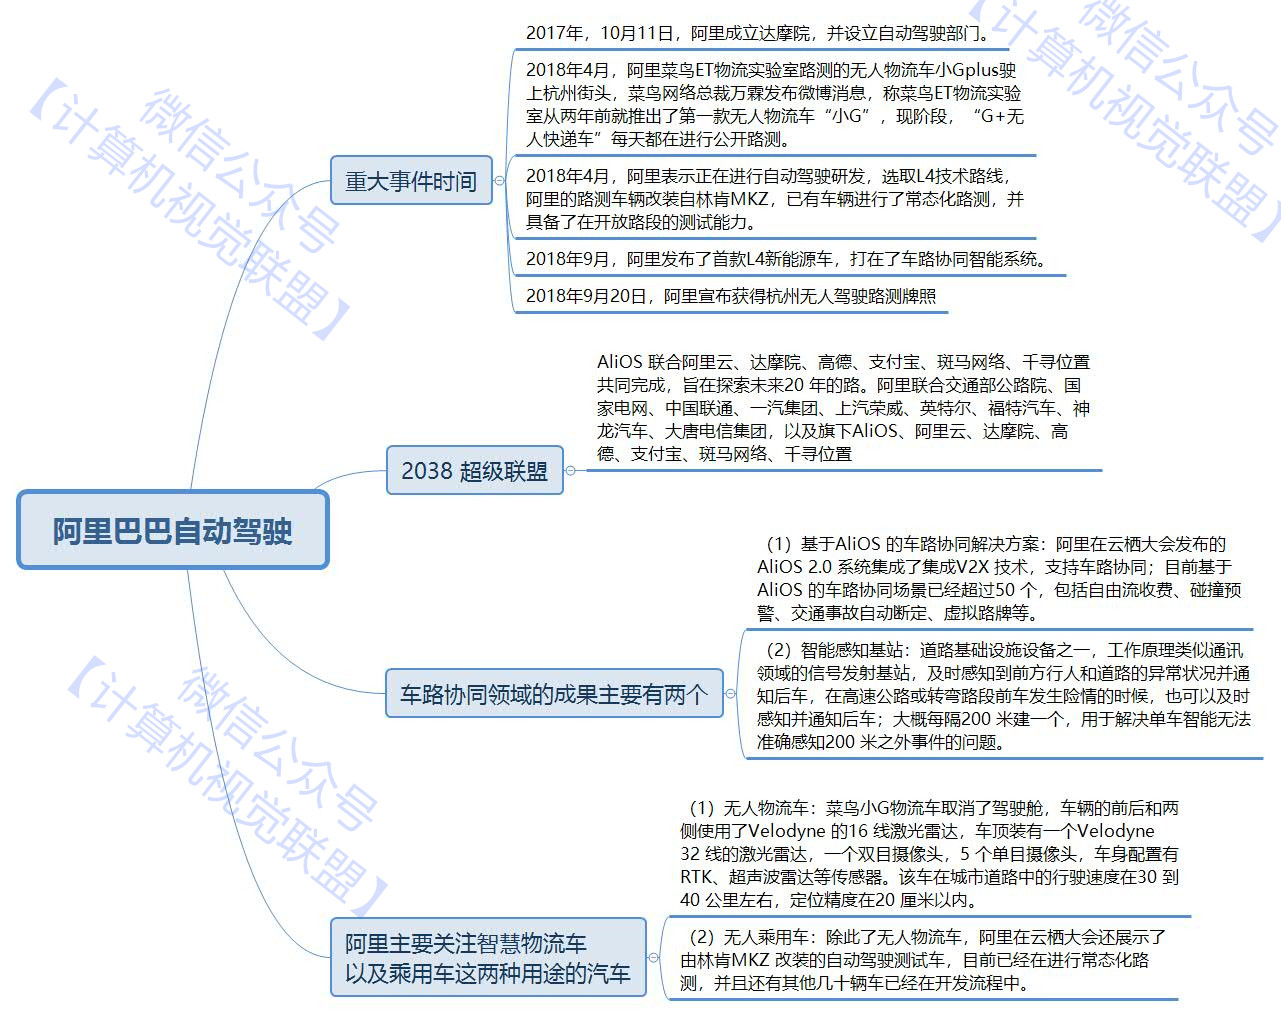 2017年，10月11日，阿里成立达摩院，并设立自动驾驶部门。
2018年4月，阿里菜鸟ET物流实验室路测的无人物流车小Gplus驶
上杭州街头，菜鸟网络总裁万霖发布微博消息，称菜鸟ET物流实验
室从两年前就推出了第一款无人物流车“小G”，现阶段，“G+无
人快递车”每天都在进行公开路测。
重大事件时间
2018年4月，阿里表示正在进行自动驾驶研发，选取L4技术路线，
阿里的路测车辆改装自林肯MKZ，已有车辆进行了常态化路测，并
具备了在开放路段的测试能力。
2018年9月，阿里发布了首款L4新能源车，打在了车路协同智能系统。
2018年9月20日，阿里宣布获得杭州无人驾驶路测牌照
AliOS 联合阿里云、达摩院、高德、支付宝、斑马网络、千寻位置
共同完成，旨在探索未来20 年的路。阿里联合交通部公路院、国
家电网、中国联通、一汽集团、上汽荣威、英特尔、福特汽车、神
龙汽车、大唐电信集团，以及旗下AliOS、阿里云、达摩院、高
德、支付宝、斑马网络、千寻位置
2038 超级联盟
阿里巴巴自动驾驶
（1）基于AliOS 的车路协同解决方案：阿里在云栖大会发布的
AliOS 2.0 系统集成了集成V2X 技术，支持车路协同；目前基于
AliOS 的车路协同场景已经超过50 个，包括自由流收费、碰撞预
警、交通事故自动断定、虚拟路牌等。
（2）智能感知基站：道路基础设施设备之一，工作原理类似通讯
领域的信号发射基站，及时感知到前方行人和道路的异常状况并通
知后车，在高速公路或转弯路段前车发生险情的时候，也可以及时
感知并通知后车；大概每隔200 米建一个，用于解决单车智能无法
准确感知200 米之外事件的问题。
车路协同领域的成果主要有两个
（1）无人物流车：菜鸟小G物流车取消了驾驶舱，车辆的前后和两
侧使用了Velodyne 的16 线激光雷达，车顶装有一个Velodyne
32 线的激光雷达，一个双目摄像头，5 个单目摄像头，车身配置有
RTK、超声波雷达等传感器。该车在城市道路中的行驶速度在30 到
40 公里左右，定位精度在20 厘米以内。
阿里主要关注智慧物流车
以及乘用车这两种用途的汽车
（2）无人乘用车：除此了无人物流车，阿里在云栖大会还展示了
由林肯MKZ 改装的自动驾驶测试车，目前已经在进行常态化路
测，并且还有其他几十辆车已经在开发流程中。
微信公众号
【计算机视觉联盟】
微信公众号
【计算机视觉联盟】
微信公众号
【计算机视觉联盟】